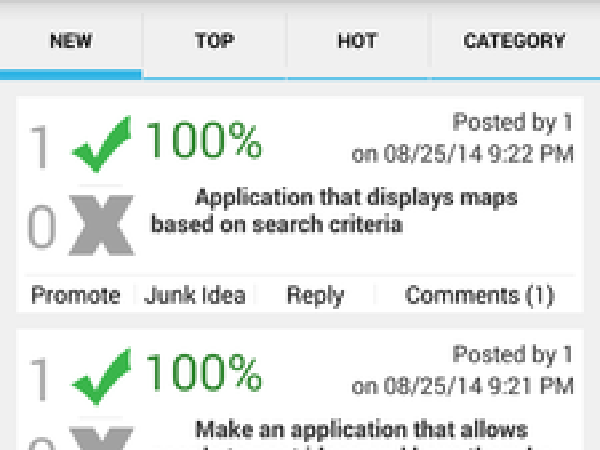 NEW TOP HOT CATEGORY
1 100% Posted by 1
on 08/25/14 9:22 PM
0 Application that displays maps
based on search criteria
Promote Junk Idea Reply Comments (1)
1 100% Posted by 1
on 08/25/14 9:21 PM
Make an application that allows